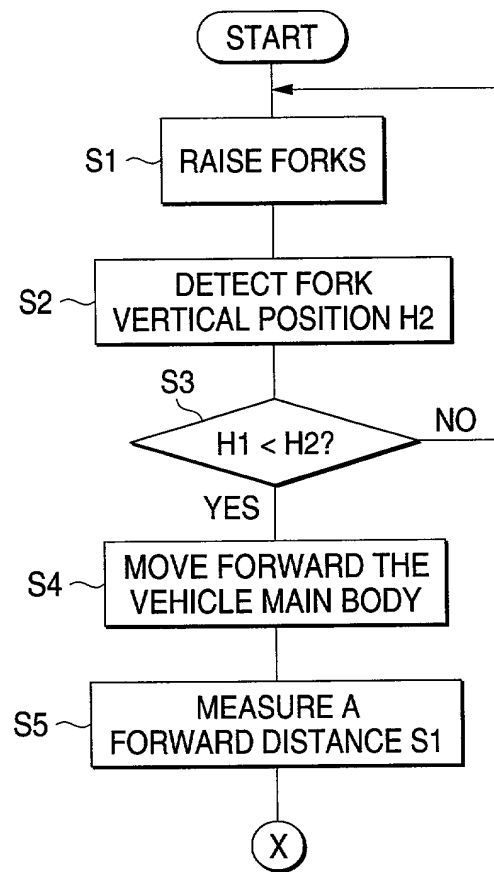 START
S1
RAISE FORKS
S2
DETECT FORK
VERTICAL POSITION H2
S3
H1 < H2?
NO
YES
S4
MOVE FORWARD THE
VEHICLE MAIN BODY
S5
MEASURE A
FORWARD DISTANCE S1
X